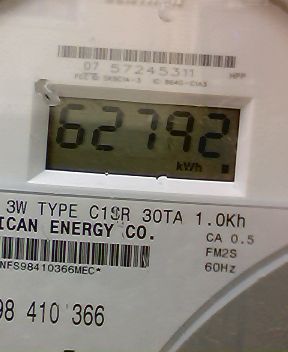 07 57245311
HPP
62792
kWh
3W TYPE C1SR 30TA 1.0Kh
ICAN ENERGY CO.
CA 0.5
FM2S
60Hz
NFS98410366MEC*
98 410 366